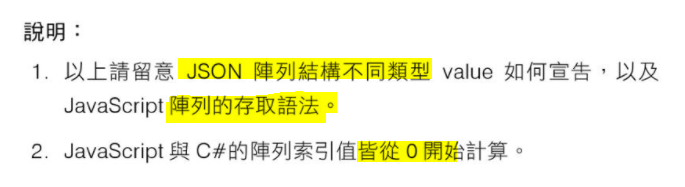 說明：
1. 以上請留意 JSON 陣列結構不同類型 value 如何宣告，以及
JavaScript 陣列的存取語法。
2. JavaScript 與 C#的陣列索引值皆從 0 開始計算。